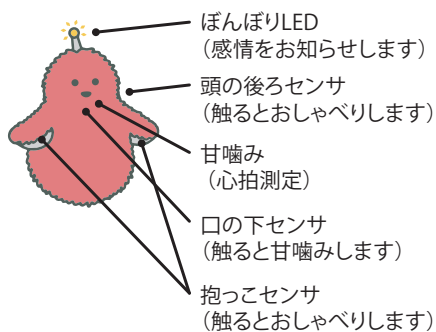 ぼんぼりLED
（感情をお知らせします）
頭の後ろセンサ
（触るとおしゃべりします）
甘噛み
（心拍測定）
口の下センサ
（触ると甘噛みします）
抱っこセンサ
（触るとおしゃべりします）